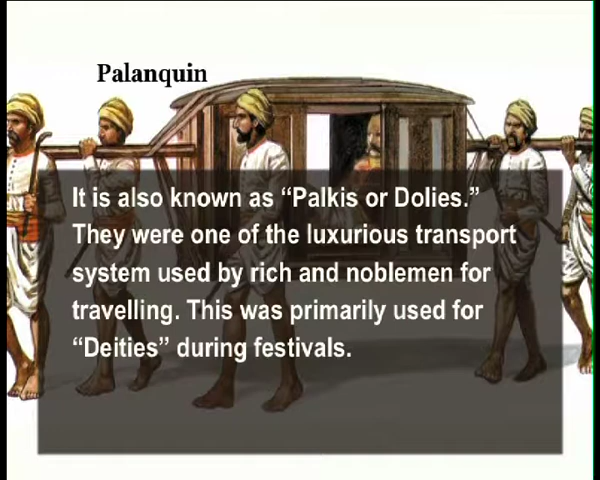 Palanquin
It is also known as “Palkis or Dolies.”
They were one of the luxurious transport
system used by rich and noblemen for
travelling. This was primarily used for
“Deities” during festivals.